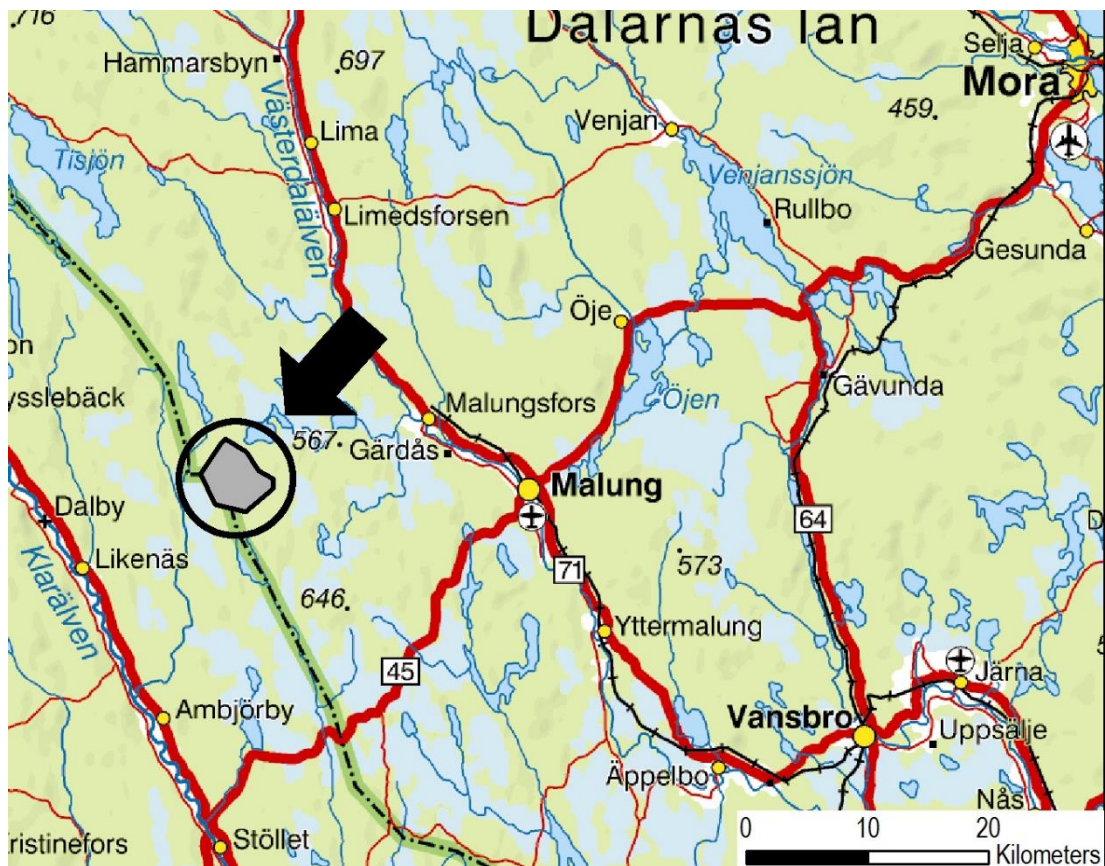 716
Dalarnas län
Selja
Hammarsbyn
697
Mora
459
Venjan
Lima
Tisjön
Västerdalälven
Venjanssjön
Rullbo
Limedsforsen
Gesunda
Öje
on
Gävunda
ysslebäck
Öjen
Malungsfors
567
Gärdås
Malung
Dalby
64
Likenäs
573
71
Klarälven
646
Yttermalung
45
Järna
Ambjörby
Vansbro
Uppsälje
Äppelbo
Nås
ristinefors
Stöllet
0 10 20
Kilometers